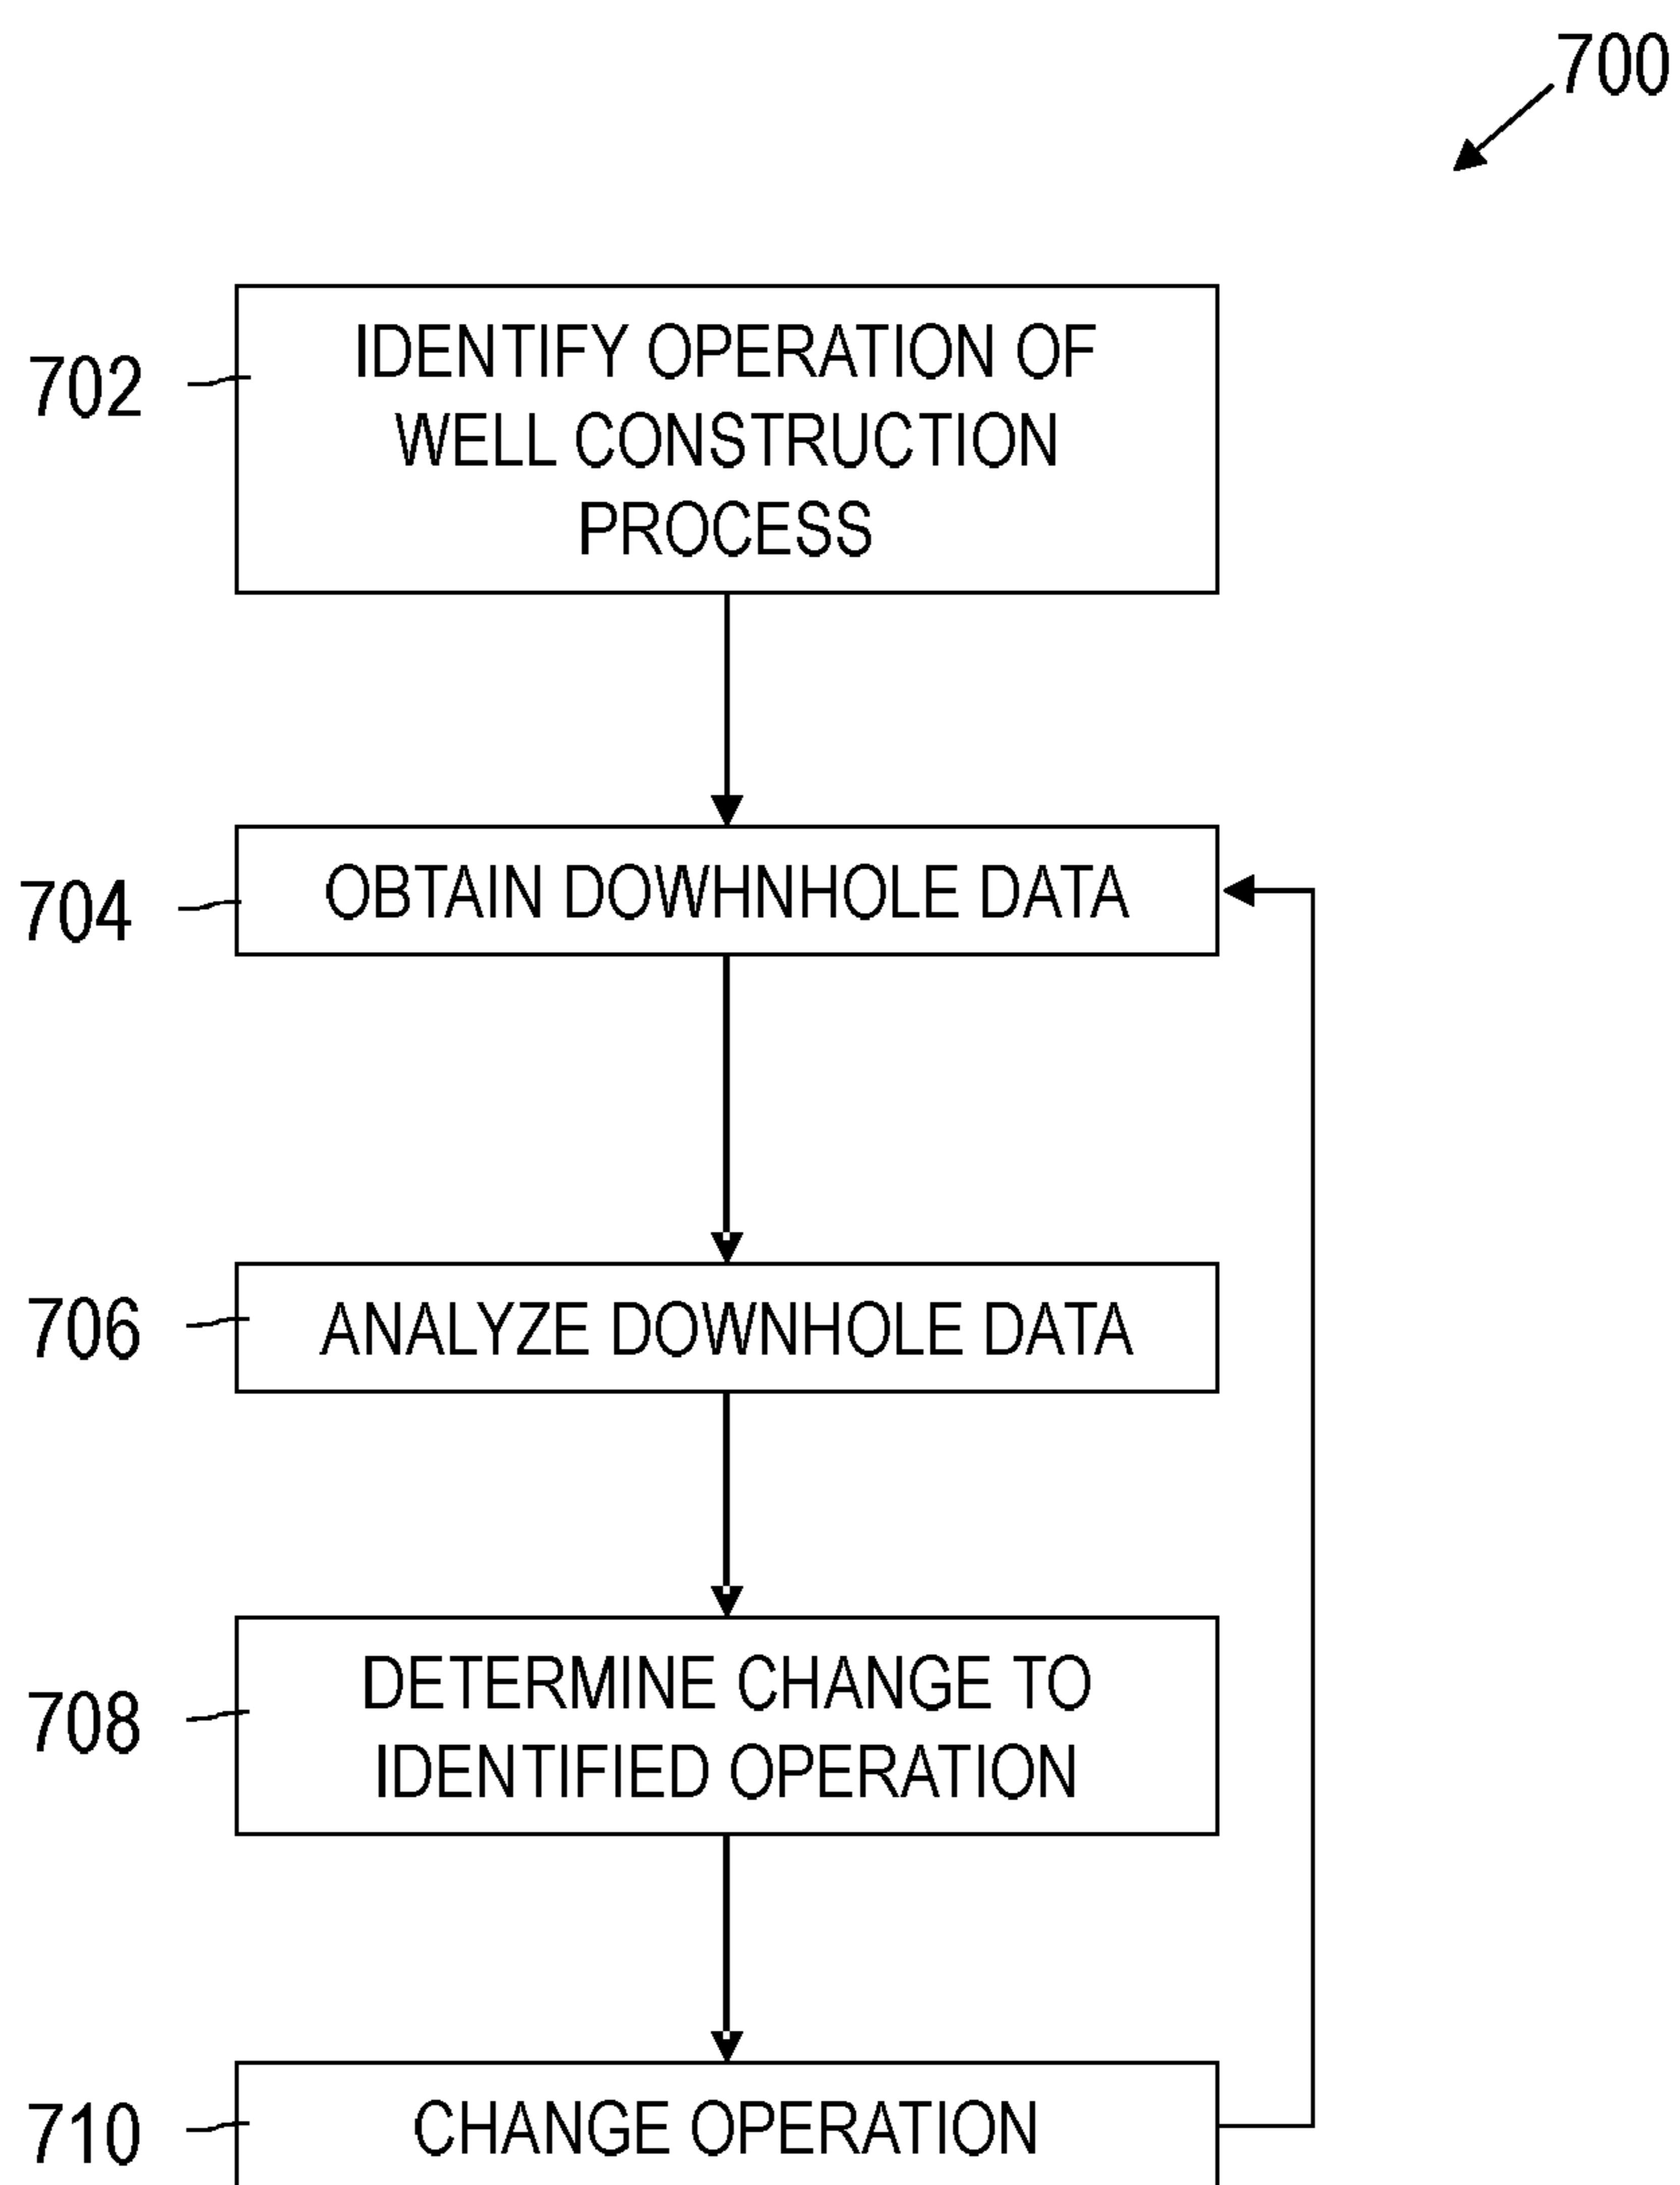 700
702
IDENTIFY OPERATION OF
WELL CONSTRUCTION
PROCESS
704
OBTAIN DOWHNHOLE DATA
706
ANALYZE DOWNHOLE DATA
708
DETERMINE CHANGE TO
IDENTIFIED OPERATION
710
CHANGE OPERATION